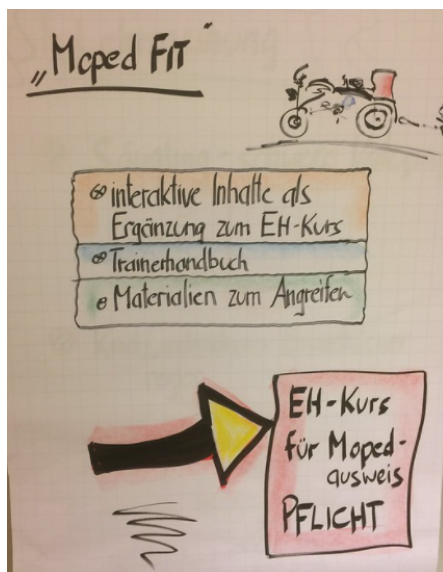 „Moped FIT“
interaktive Inhalte als
Ergänzung zum EH-Kurs
Trainerhandbuch
Materialien zum Angreifen
EH-Kurs
für Moped-
ausweis
PFLICHT